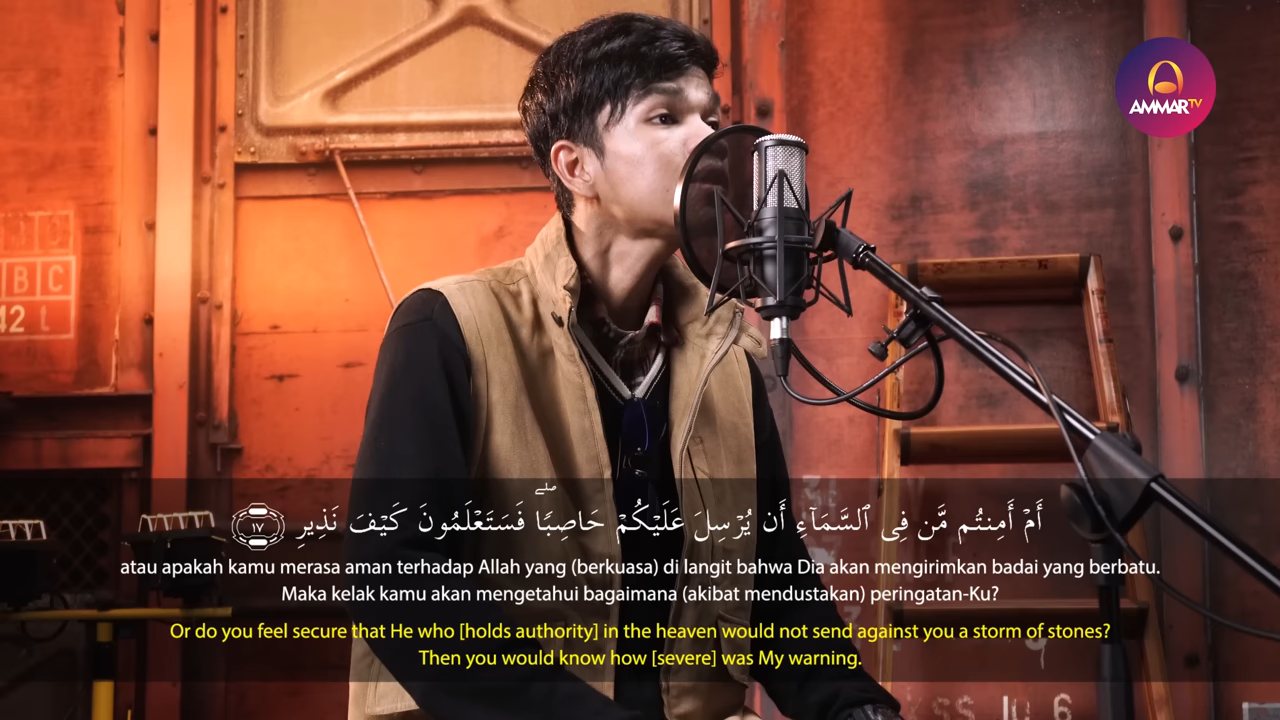 AMMARTV
B C
42 t
أَمْ أَمِنتُم مَّن فِى ٱلسَّمَآءِ أَن يُرْسِلَ عَلَيْكُمْ حَاصِبًا ۖ فَسَتَعْلَمُونَ كَيْفَ نَذِيرِ ١٧
atau apakah kamu merasa aman terhadap Allah yang (berkuasa) di langit bahwa Dia akan mengirimkan badai yang berbatu.
Maka kelak kamu akan mengetahui bagaimana (akibat mendustakan) peringatan-Ku?
Or do you feel secure that He who [holds authority] in the heaven would not send against you a storm of stones?
Then you would know how [severe] was My warning.